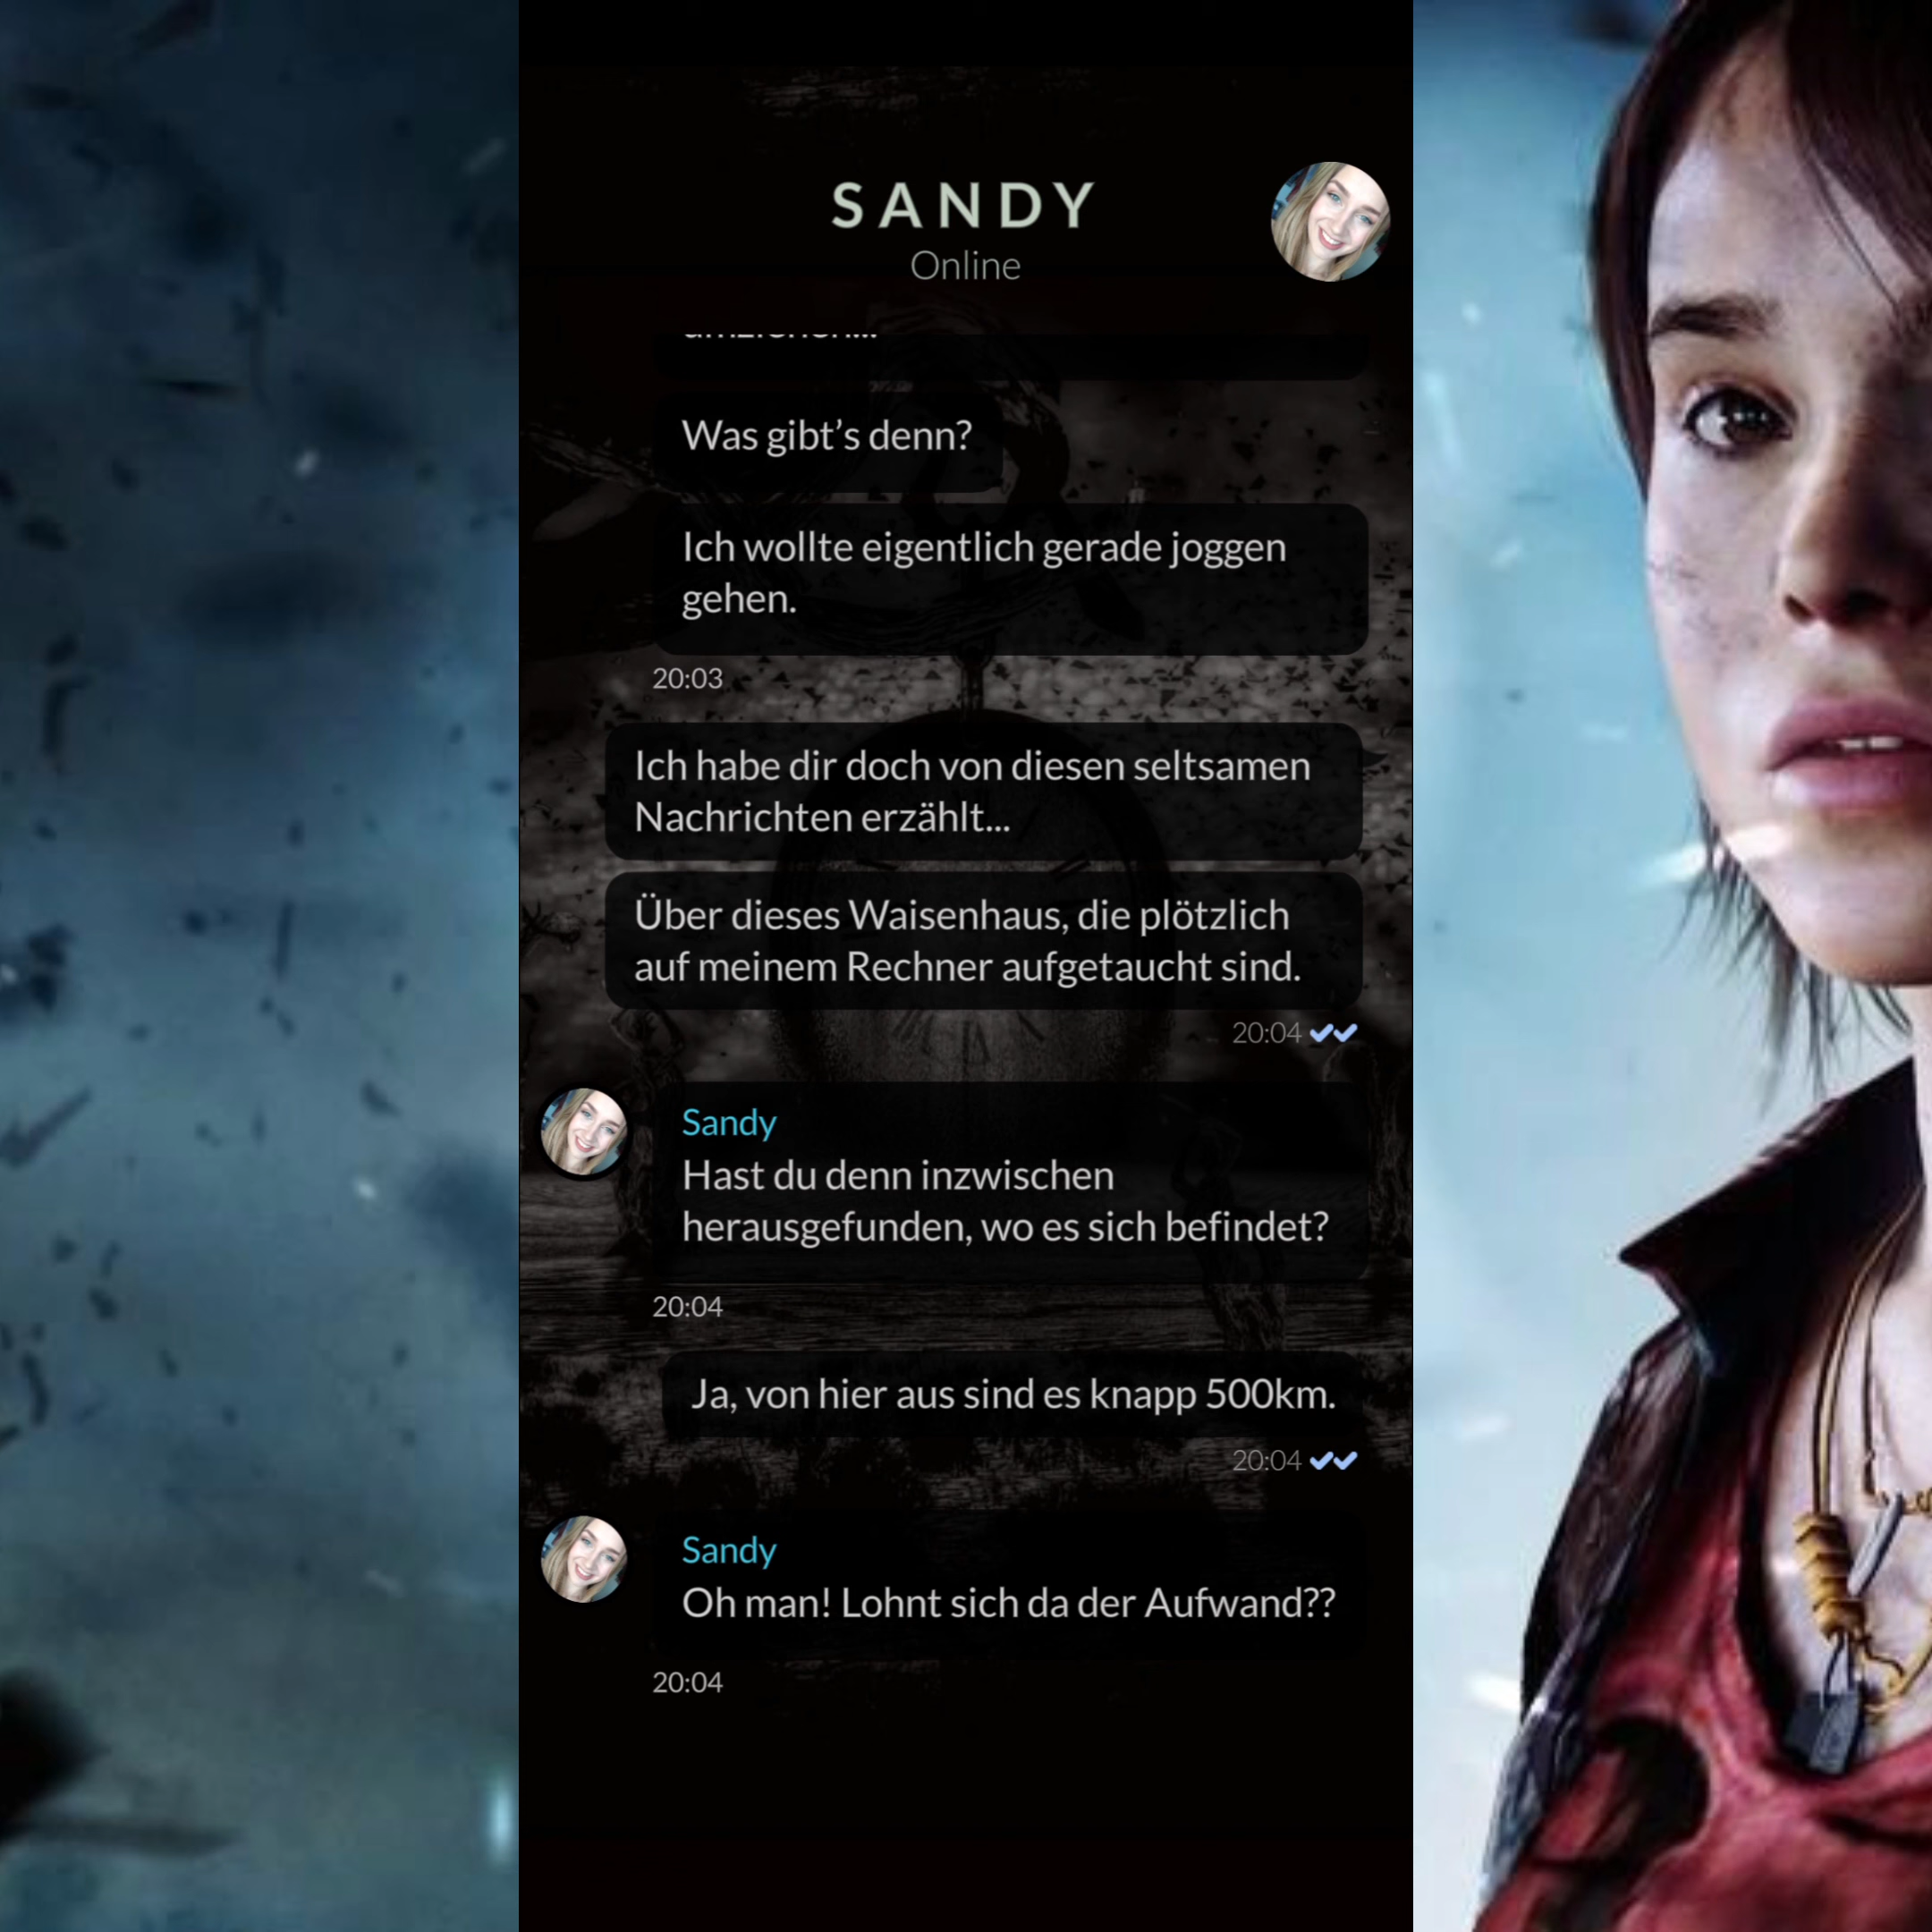 SANDY
Online
Was gibt’s denn?
Ich wollte eigentlich gerade joggen
gehen.
20:03
Ich habe dir doch von diesen seltsamen
Nachrichten erzählt...
Über dieses Waisenhaus, die plötzlich
auf meinem Rechner aufgetaucht sind.
20:04
Sandy
Hast du denn inzwischen
herausgefunden, wo es sich befindet?
20:04
Ja, von hier aus sind es knapp 500km.
20:04
Sandy
Oh man! Lohnt sich da der Aufwand??
20:04